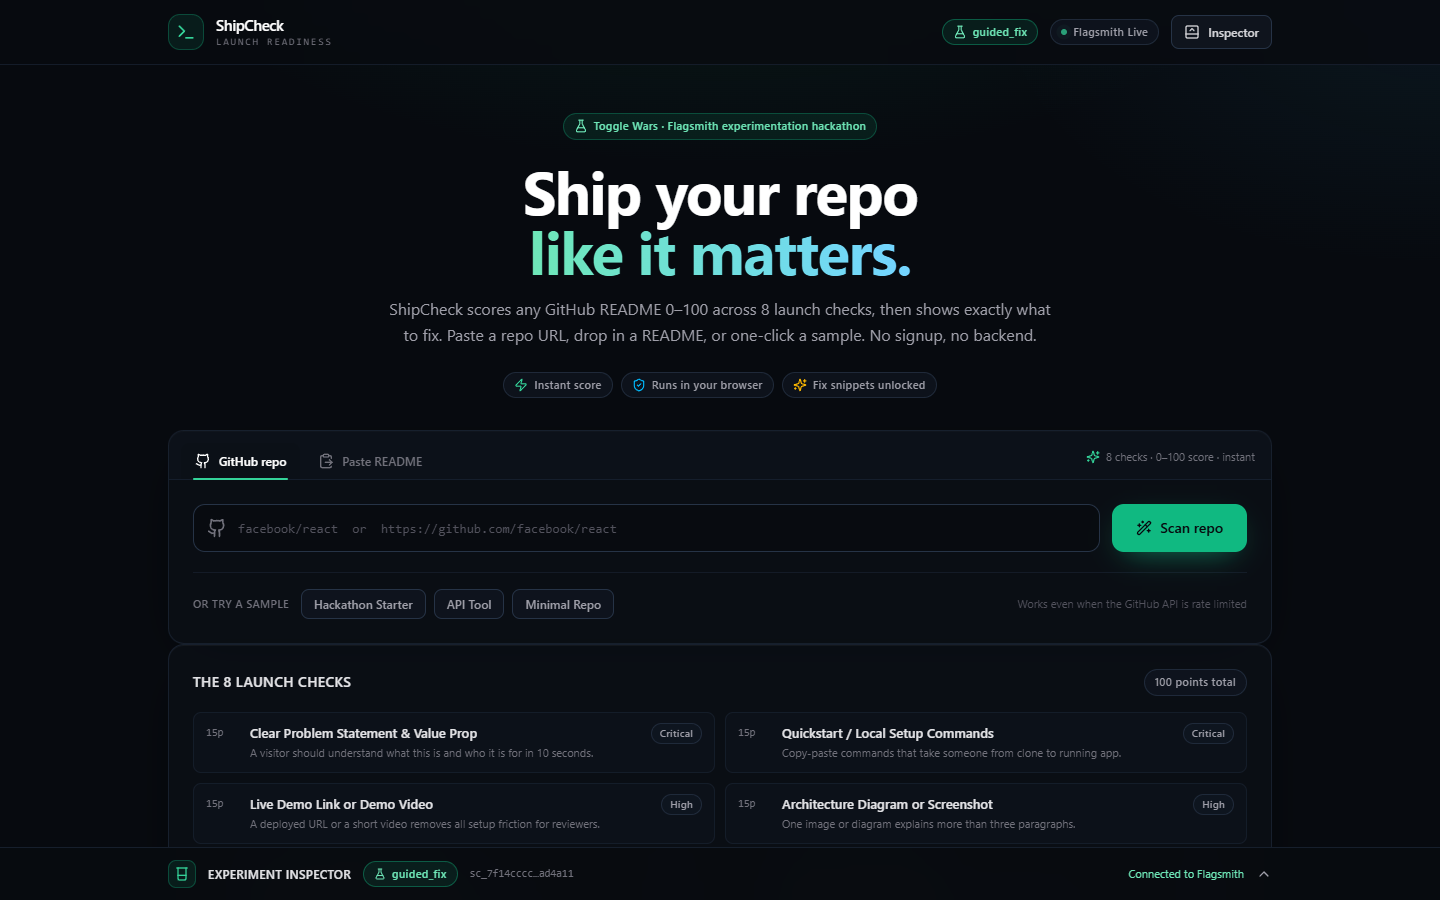 ShipCheck
LAUNCH READINESS
guided_fix
Flagsmith Live
Inspector
Toggle Wars · Flagsmith experimentation hackathon
Ship your repo
like it matters.
ShipCheck scores any GitHub README 0–100 across 8 launch checks, then shows exactly what
to fix. Paste a repo URL, drop in a README, or one-click a sample. No signup, no backend.
Instant score
Runs in your browser
Fix snippets unlocked
GitHub repo
Paste README
8 checks · 0–100 score · instant
facebook/react or https://github.com/facebook/react
Scan repo
OR TRY A SAMPLE
Hackathon Starter
API Tool
Minimal Repo
Works even when the GitHub API is rate limited
THE 8 LAUNCH CHECKS
100 points total
15p
Clear Problem Statement & Value Prop
Critical
A visitor should understand what this is and who it is for in 10 seconds.
15p
Quickstart / Local Setup Commands
Critical
Copy-paste commands that take someone from clone to running app.
15p
Live Demo Link or Demo Video
High
A deployed URL or a short video removes all setup friction for reviewers.
15p
Architecture Diagram or Screenshot
High
One image or diagram explains more than three paragraphs.
EXPERIMENT INSPECTOR
guided_fix
sc_7f14cccc…ad4a11
Connected to Flagsmith